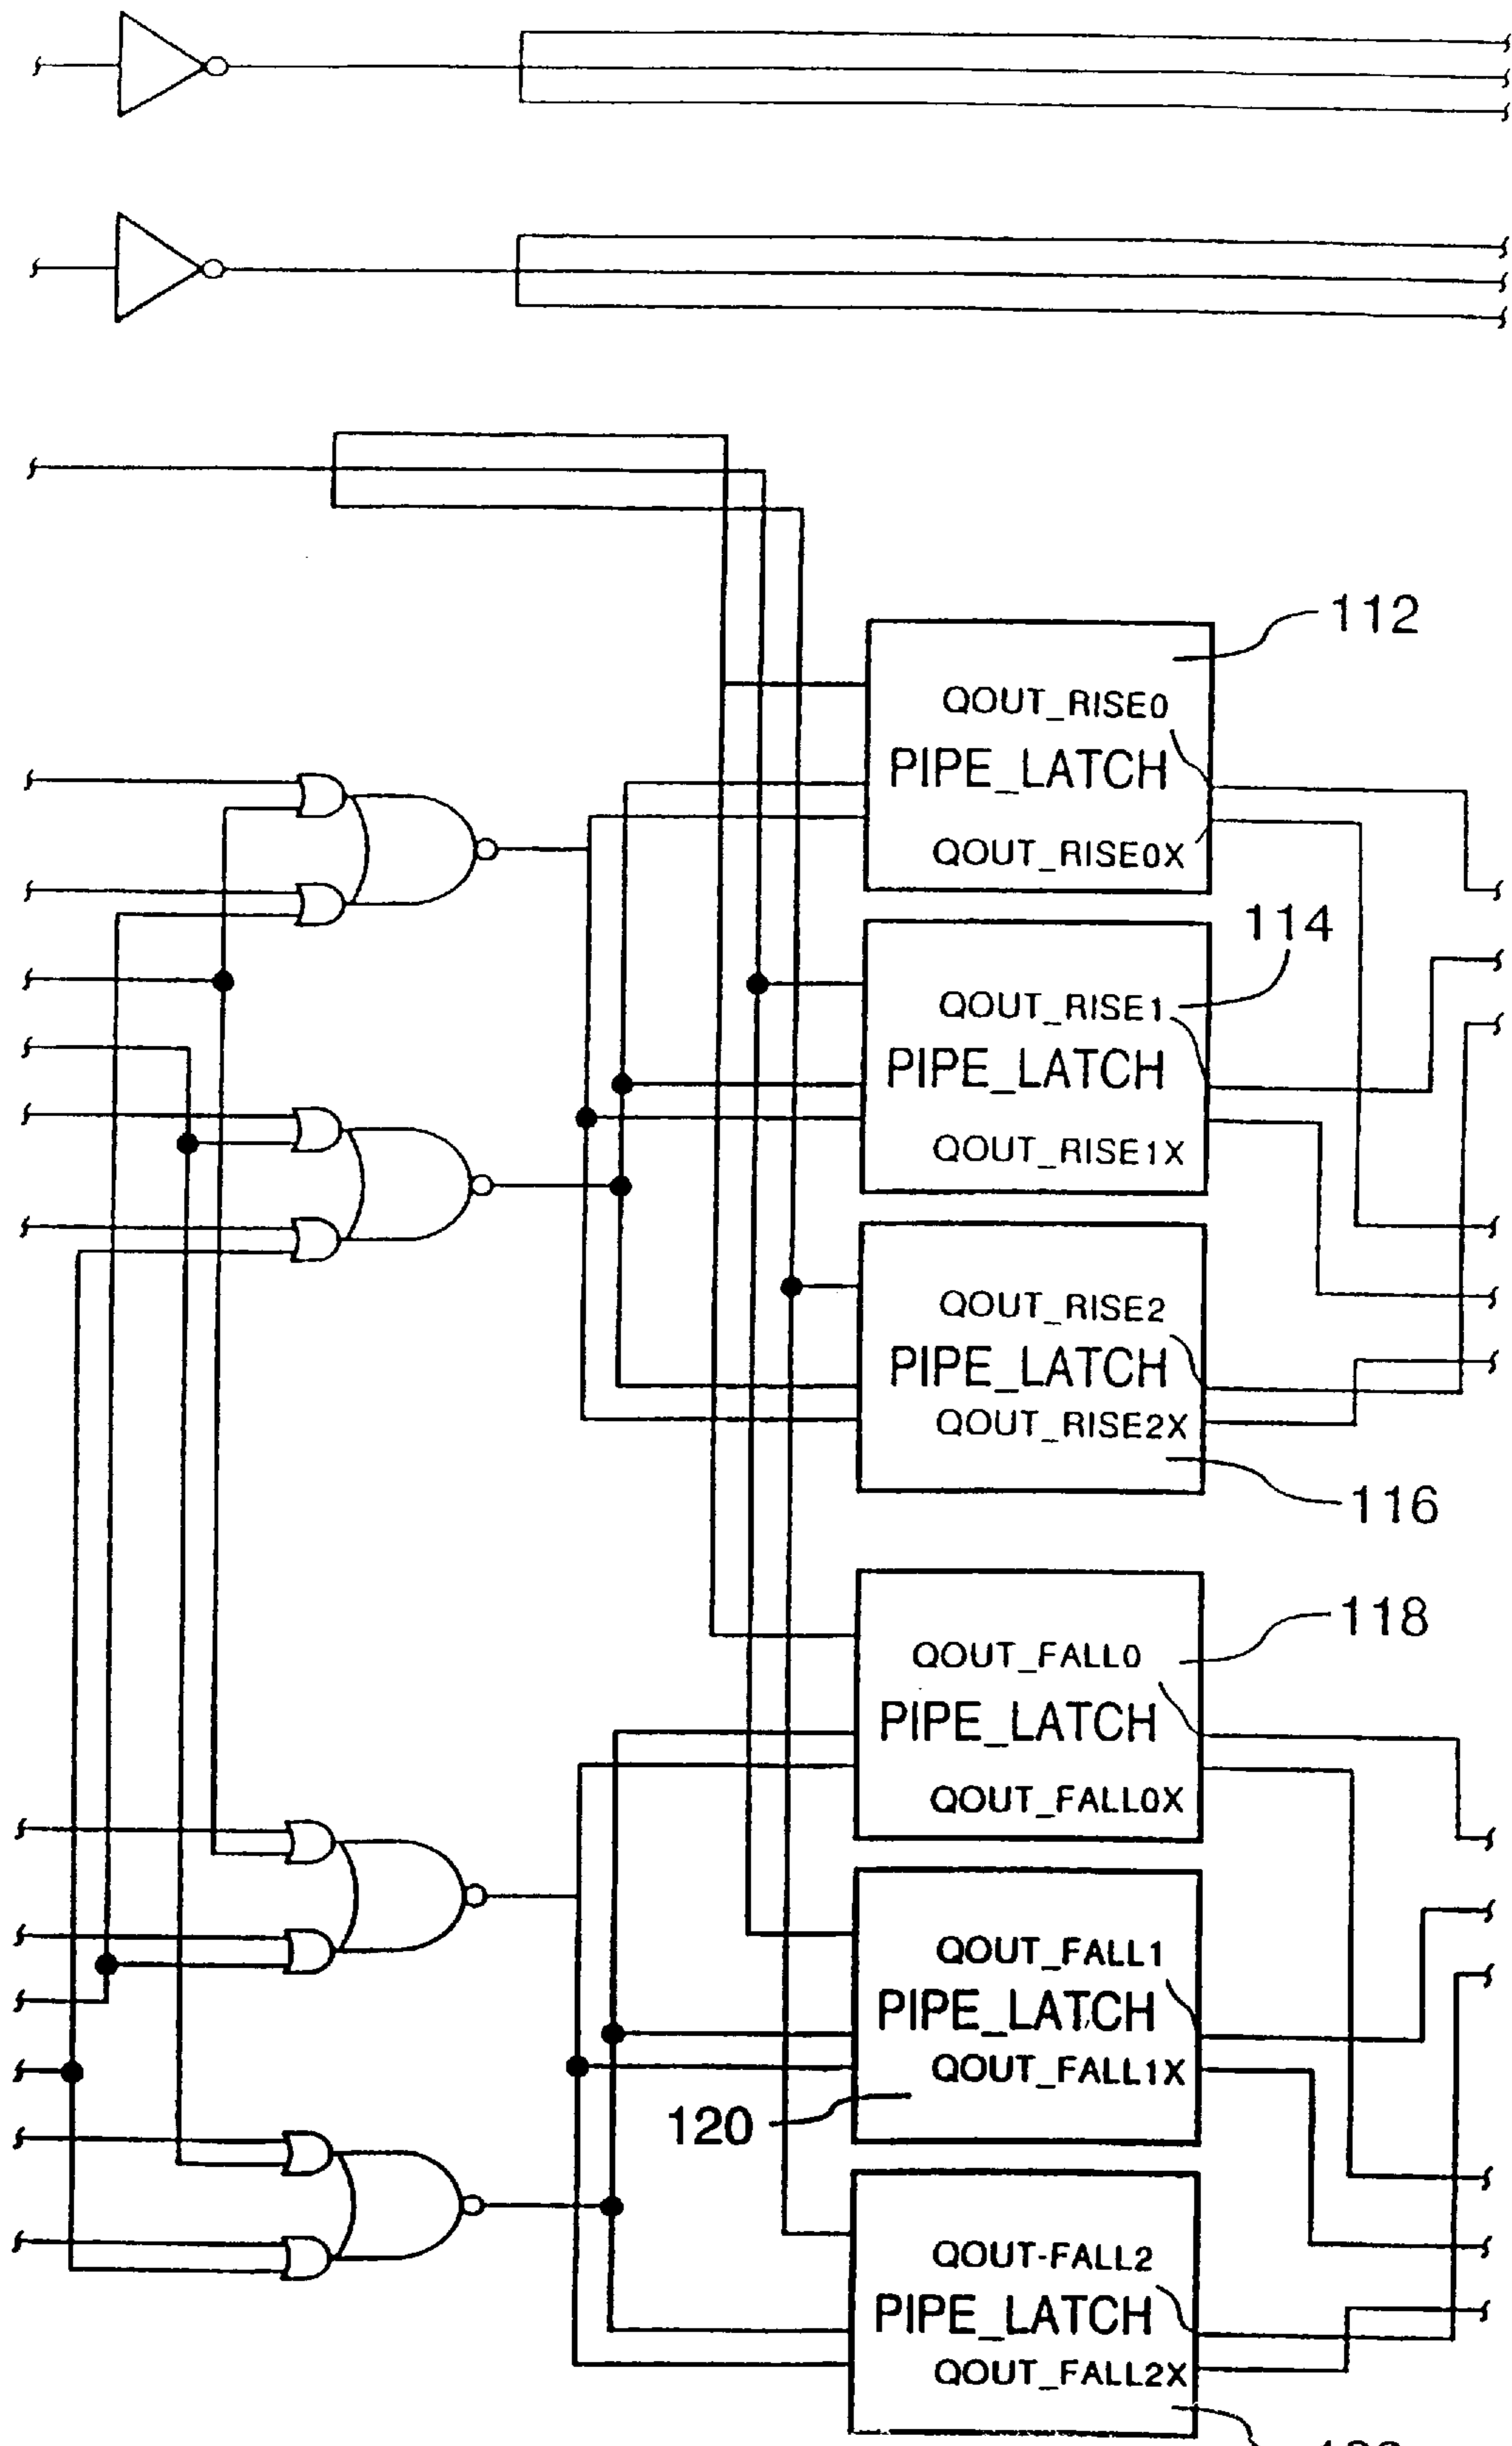 112
QOUT_RISE0
PIPE_LATCH
QOUT_RISE0X
114
QOUT_RISE1
PIPE_LATCH
QOUT_RISE1X
QOUT_RISE2
PIPE_LATCH
QOUT_RISE2X
116
118
QOUT_FALL0
PIPE_LATCH
QOUT_FALL0X
QOUT_FALL1
PIPE_LATCH
QOUT_FALL1X
120
QOUT-FALL2
PIPE_LATCH
QOUT_FALL2X